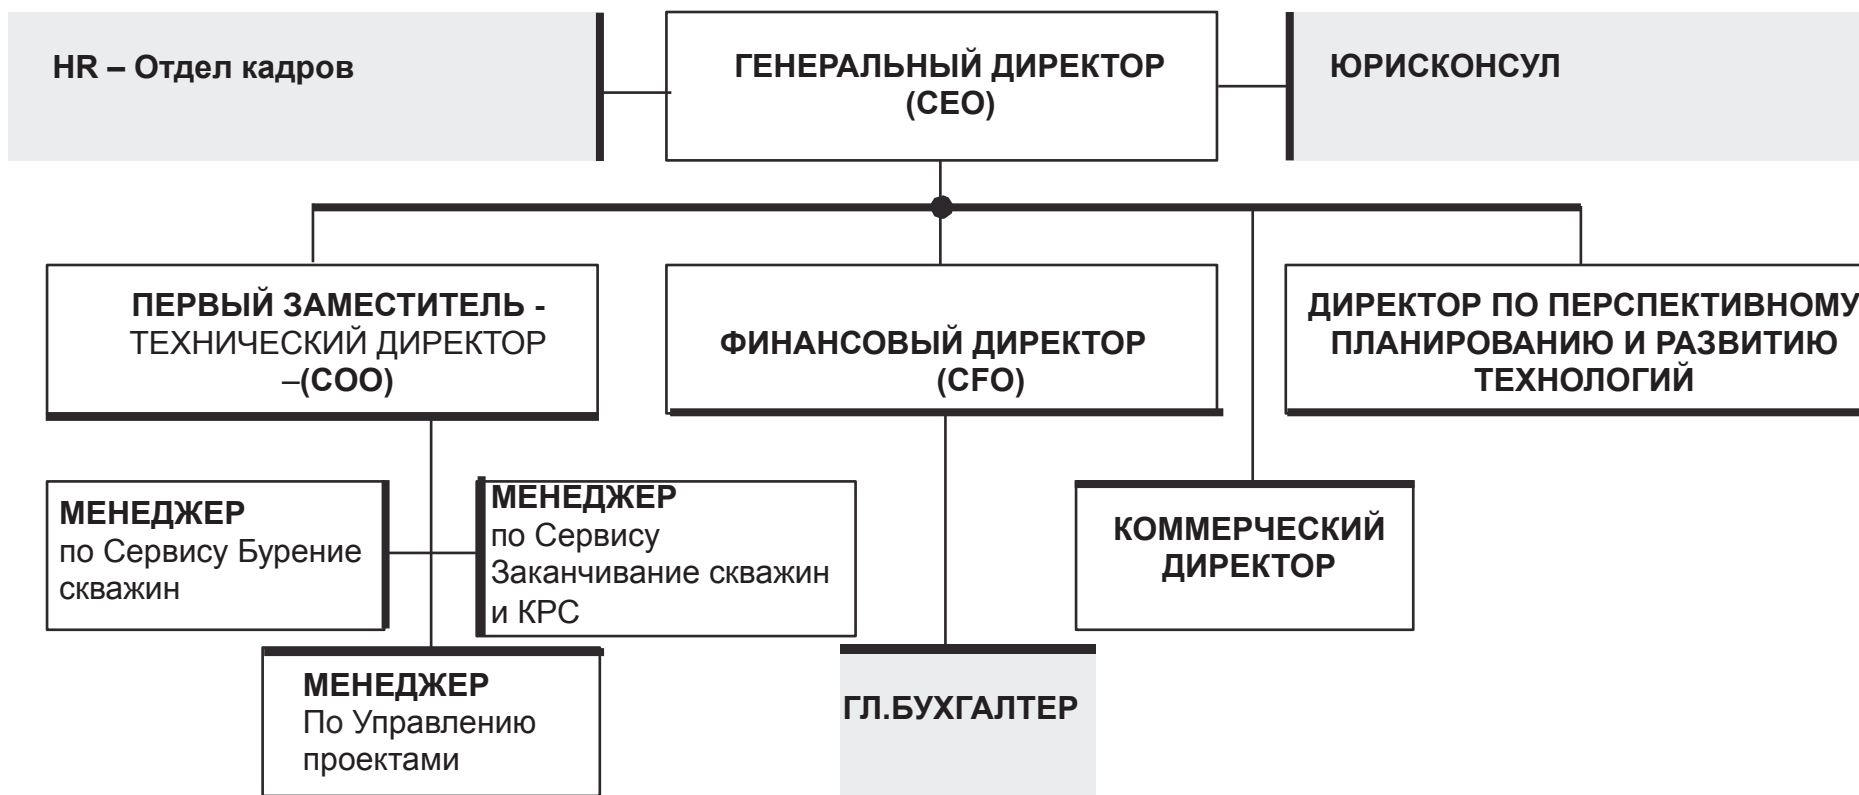 HR – Отдел кадров
ГЕНЕРАЛЬНЫЙ ДИРЕКТОР
(CEO)
ЮРИСКОНСУЛ
ПЕРВЫЙ ЗАМЕСТИТЕЛЬ -
ТЕХНИЧЕСКИЙ ДИРЕКТОР
–(COO)
ФИНАНСОВЫЙ ДИРЕКТОР
(CFO)
ДИРЕКТОР ПО ПЕРСПЕКТИВНОМУ
ПЛАНИРОВАНИЮ И РАЗВИТИЮ
ТЕХНОЛОГИЙ
МЕНЕДЖЕР
по Сервису Бурение
скважин
МЕНЕДЖЕР
по Сервису
Заканчивание скважин
и КРС
КОММЕРЧЕСКИЙ
ДИРЕКТОР
МЕНЕДЖЕР
По Управлению
проектами
ГЛ.БУХГАЛТЕР